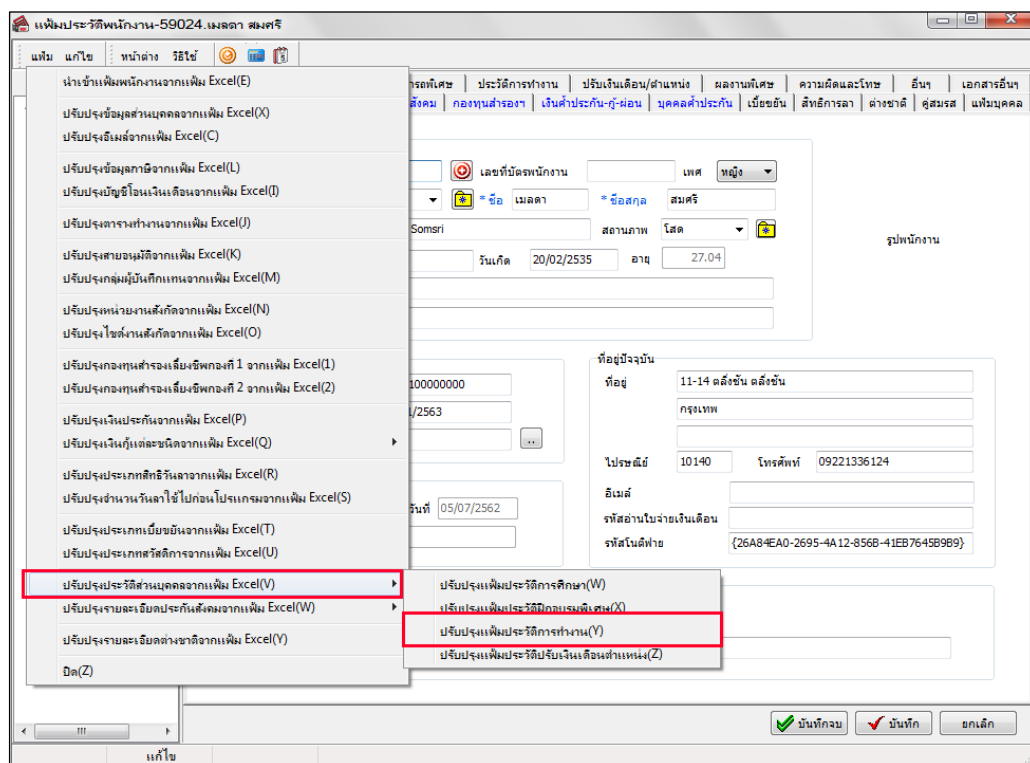 แฟ้มประวัติพนักงาน-59024.เมลดา สมศรี
แฟ้ม แก้ไข หน้าต่าง วิธีใช้
นำเข้าแฟ้มพนักงานจากแฟ้ม Excel(E)
ปรับปรุงข้อมูลส่วนบุคคลจากแฟ้ม Excel(X)
ปรับปรุงอีเมล์จากแฟ้ม Excel(C)
ปรับปรุงข้อมูลภาษีจากแฟ้ม Excel(L)
ปรับปรุงบัญชีโอนเงินเดือนจากแฟ้ม Excel(I)
ปรับปรุงตารางทำงานจากแฟ้ม Excel(J)
ปรับปรุงสายอนุมัติจากแฟ้ม Excel(K)
ปรับปรุงกลุ่มผู้บันทึกแทนจากแฟ้ม Excel(M)
ปรับปรุงหน่วยงานสังกัดจากแฟ้ม Excel(N)
ปรับปรุงไซต์งานสังกัดจากแฟ้ม Excel(O)
ปรับปรุงกองทุนสำรองเลี้ยงชีพกองที่ 1 จากแฟ้ม Excel(1)
ปรับปรุงกองทุนสำรองเลี้ยงชีพกองที่ 2 จากแฟ้ม Excel(2)
ปรับปรุงเงินประกันจากแฟ้ม Excel(P)
ปรับปรุงเงินกู้แต่ละชนิดจากแฟ้ม Excel(Q)
ปรับปรุงประเภทสิทธิวันลาจากแฟ้ม Excel(R)
ปรับปรุงจำนวนวันลาใช้ไปก่อนโปรแกรมจากแฟ้ม Excel(S)
ปรับปรุงประเภทเบี้ยขยันจากแฟ้ม Excel(T)
ปรับปรุงประเภทสวัสดิการจากแฟ้ม Excel(U)
ปรับปรุงประวัติส่วนบุคคลจากแฟ้ม Excel(V)
ปรับปรุงรายละเอียดประกันสังคมจากแฟ้ม Excel(W)
ปรับปรุงรายละเอียดต่างชาติจากแฟ้ม Excel(Y)
ปิด(Z)
ปรับปรุงแฟ้มประวัติการศึกษา(W)
ปรับปรุงแฟ้มประวัติฝึกอบรมพิเศษ(X)
ปรับปรุงแฟ้มประวัติการทำงาน(Y)
ปรับปรุงแฟ้มประวัติปรับเงินเดือนตำแหน่ง(Z)
ประวัติการทำงาน ปรับเงินเดือน/ตำแหน่ง ผลงานพิเศษ ความผิดและโทษ อื่นๆ เอกสารอื่นๆ
กองทุนสำรองฯ เงินค้ำประกัน-กู้-ผ่อน บุคคลค้ำประกัน เบี้ยขยัน สิทธิการลา ต่างชาติ คู่สมรส แฟ้มบุคคล
เลขที่บัตรพนักงาน เพศ หญิง
* ชื่อ เมลดา * ชื่อสกุล สมศรี
Somsri สถานภาพ โสด
รูปพนักงาน
วันเกิด 20/02/2535 อายุ 27.04
ที่อยู่ปัจจุบัน
100000000 ที่อยู่ 11-14 ตลิ่งชัน ตลิ่งชัน
/2563 กรุงเทพ
..
ไปรษณีย์ 10140 โทรศัพท์ 09221336124
อีเมล์
วันที่ 05/07/2562
รหัสอ่านใบจ่ายเงินเดือน
รหัสโนติฟาย {26A84EA0-2695-4A12-856B-41EB7645B9B9}
บันทึกจบ บันทึก ยกเลิก
แก้ไข